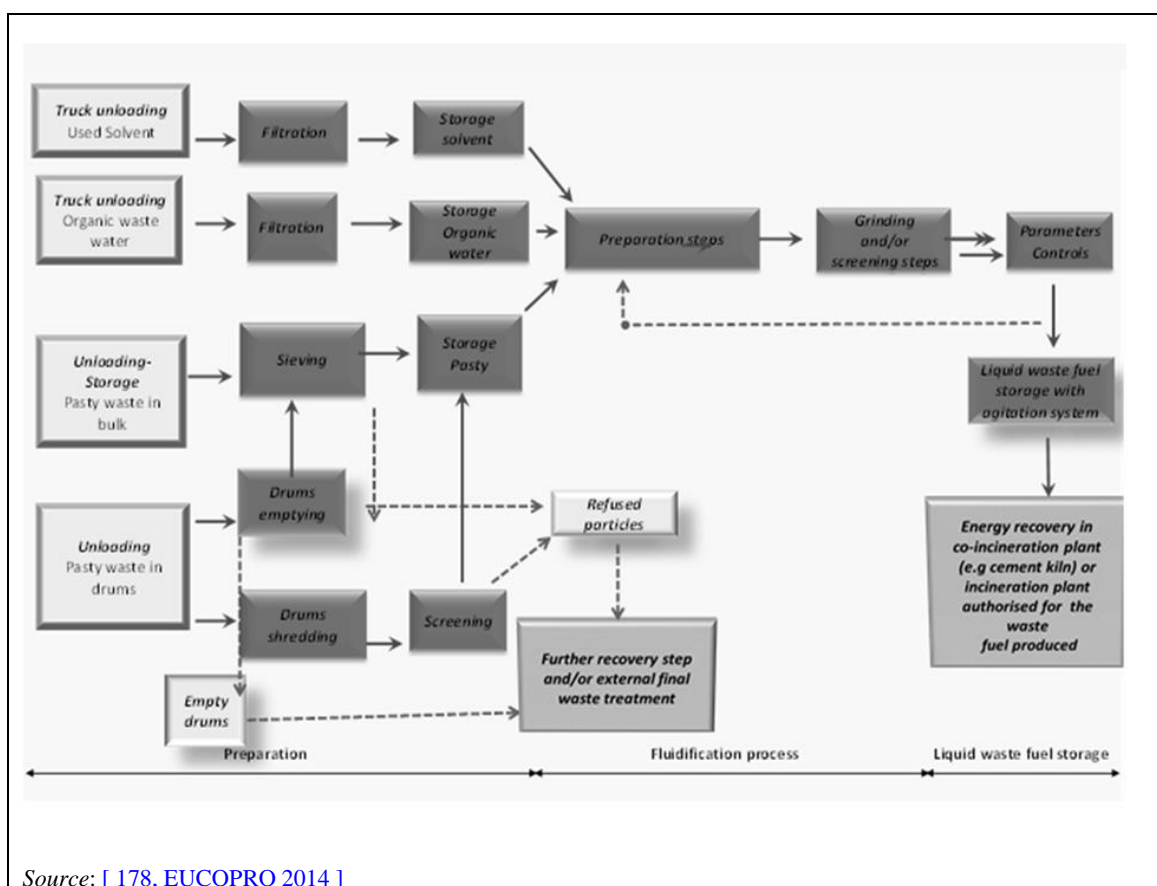 Truck unloading
Used Solvent
Filtration
Storage
solvent
Truck unloading
Organic waste
water
Filtration
Storage
Organic
water
Preparation steps
Grinding
and/or
screening steps
Parameters
Controls
Unloading-
Storage
Pasty waste in
bulk
Sieving
Storage
Pasty
Liquid waste fuel
storage with
agitation system
Drums
emptying
Refused
particles
Unloading
Pasty waste in
drums
Drums
shredding
Screening
Energy recovery in
co-incineration plant
(e.g cement kiln) or
incineration plant
authorised for the
waste
fuel produced
Further recovery step
and/or external final
waste treatment
Empty
drums
Preparation
Fluidification process
Liquid waste fuel storage
Source: [ 178, EUCOPRO 2014 ]